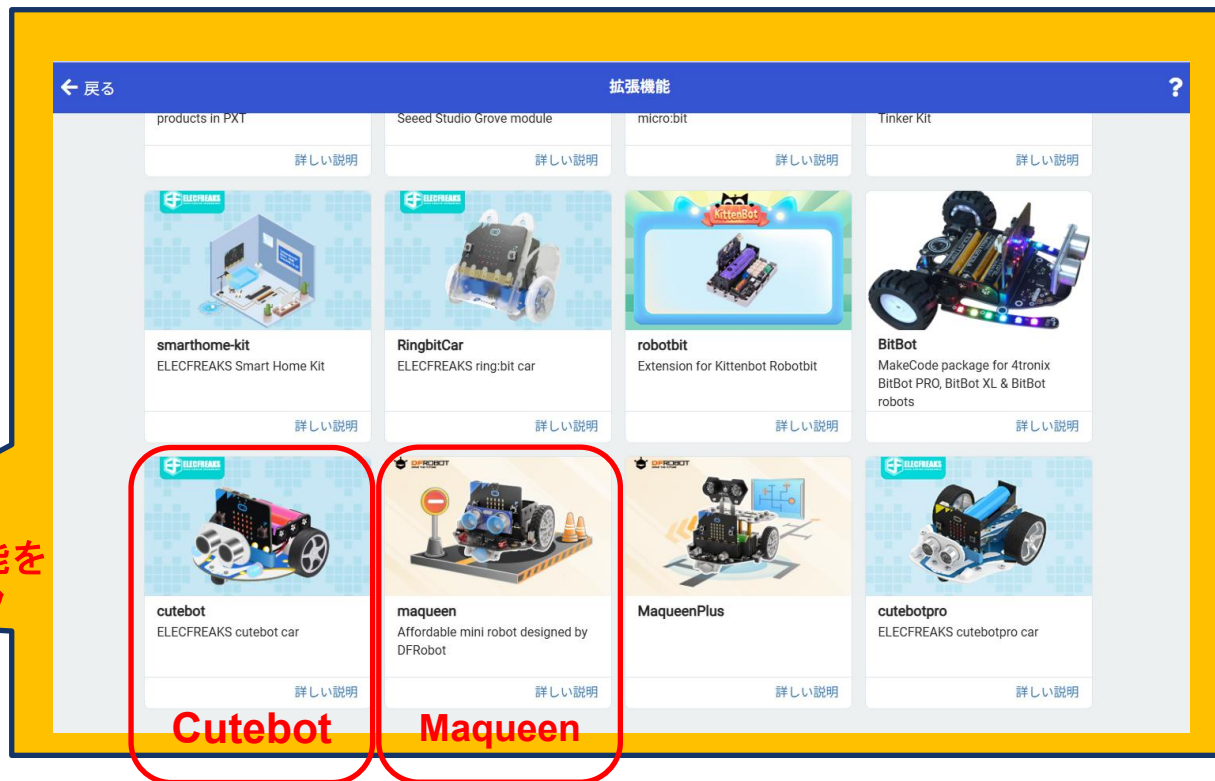 戻る
拡張機能
?
products in PXT
Seeed Studio Grove module
micro:bit
Tinker Kit
詳しい説明
詳しい説明
詳しい説明
詳しい説明
ELECFREAKS
ELECFREAKS
KittenBot
smarthome-kit
ELECFREAKS Smart Home Kit
RingbitCar
ELECFREAKS ring:bit car
robotbit
Extension for Kittenbot Robotbit
BitBot
MakeCode package for 4tronix
BitBot PRO, BitBot XL & BitBot
robots
詳しい説明
詳しい説明
詳しい説明
詳しい説明
ELECFREAKS
DFROBOT
DFROBOT
ELECFREAKS
能を
cutebot
ELECFREAKS cutebot car
maqueen
Affordable mini robot designed by
DFRobot
MaqueenPlus
cutebotpro
ELECFREAKS cutebotpro car
詳しい説明
詳しい説明
詳しい説明
詳しい説明
Cutebot
Maqueen